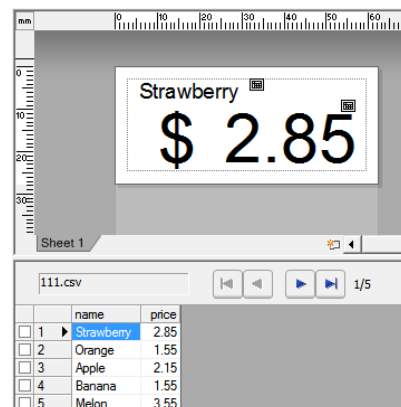 mm
0 10 20 30 40 50 60
0
10
20
30
Strawberry
$ 2.85
Sheet 1
111.csv
1/5
name price
1 Strawberry 2.85
2 Orange 1.55
3 Apple 2.15
4 Banana 1.55
5 Melon 3.55